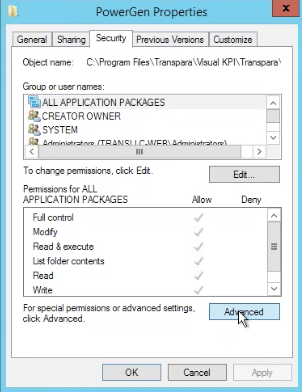 PowerGen Properties
x
General Sharing Security Previous Versions Customize
Object name: C:\Program Files\Transpara\Visual KPI\Transpara\
Group or user names:
ALL APPLICATION PACKAGES
CREATOR OWNER
SYSTEM
Administrators (TRANSLLC-WEB\Administrators)
To change permissions, click Edit.
Edit...
Permissions for ALL
APPLICATION PACKAGES Allow Deny
Full control
Modify
Read & execute
List folder contents
Read
Write
For special permissions or advanced settings,
click Advanced.
Advanced
OK Cancel Apply